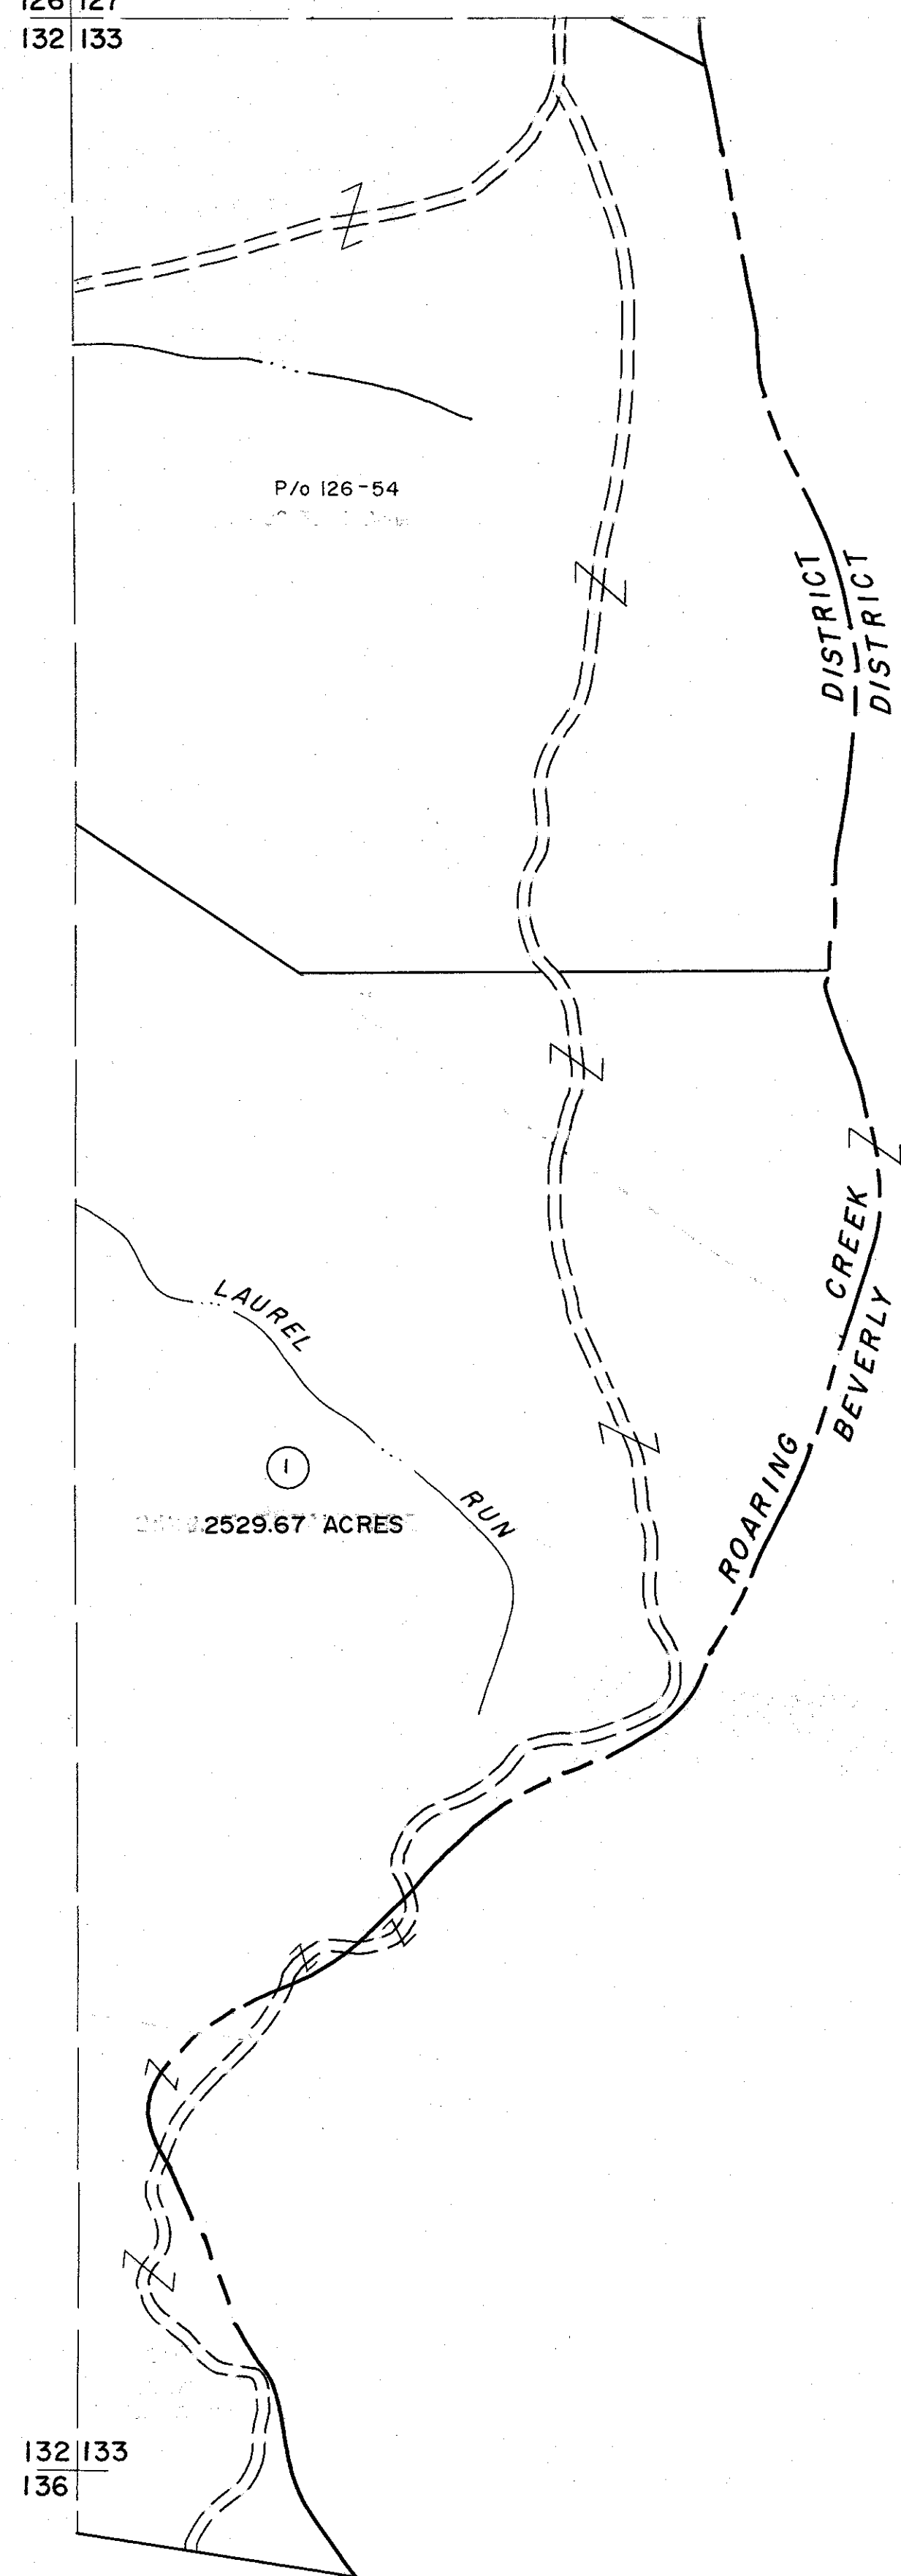 126 127
132 133
P/o 126-54
DISTRICT
DISTRICT
LAUREL RUN
1
2529.67 ACRES
ROARING CREEK
BEVERLY
132 133
136